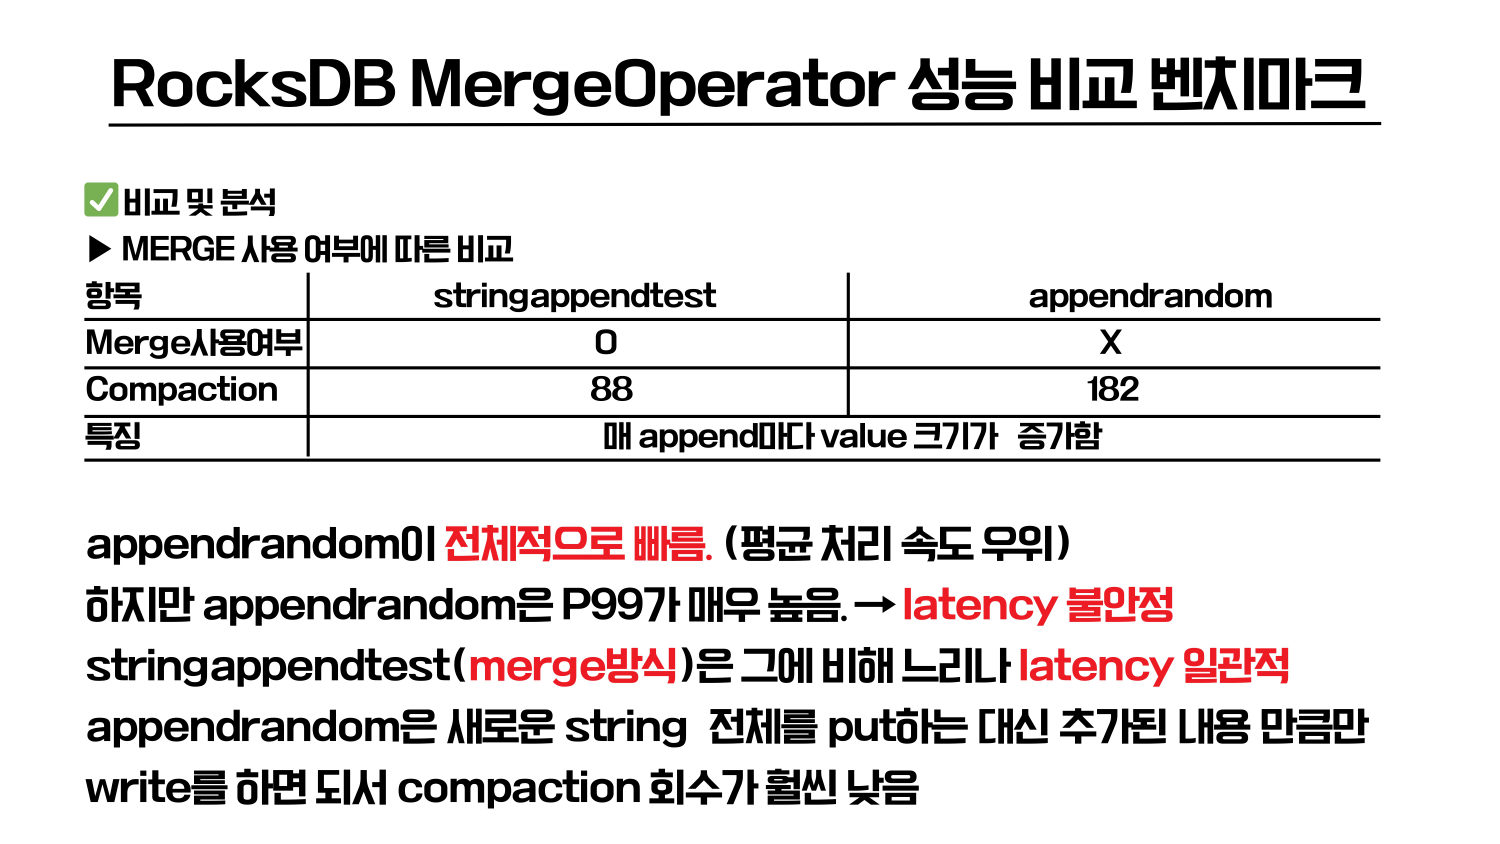 RocksDB MergeOperator 성능 비교 벤치마크
✅ 비교 및 분석
▶ MERGE 사용 여부에 따른 비교
항목 stringappendtest appendrandom
Merge사용여부 O X
Compaction 88 182
특징 매 append마다 value 크기가 증가함
appendrandom이 전체적으로 빠름. (평균 처리 속도 우위)
하지만 appendrandom은 P99가 매우 높음. → latency 불안정
stringappendtest(merge방식)은 그에 비해 느리나 latency 일관적
appendrandom은 새로운 string 전체를 put하는 대신 추가된 내용 만큼만
write를 하면 되서 compaction 회수가 훨씬 낮음